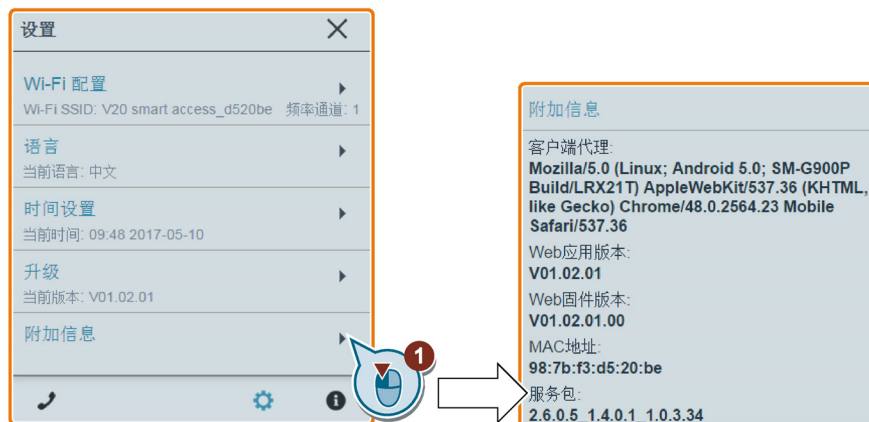 设置
Wi-Fi 配置
Wi-Fi SSID: V20 smart access_d520be 频率通道: 1
语言
当前语言: 中文
时间设置
当前时间: 09:48 2017-05-10
升级
当前版本: V01.02.01
附加信息
1
附加信息
客户端代理:
Mozilla/5.0 (Linux; Android 5.0; SM-G900P
Build/LRX21T) AppleWebKit/537.36 (KHTML,
like Gecko) Chrome/48.0.2564.23 Mobile
Safari/537.36
Web应用版本:
V01.02.01
Web固件版本:
V01.02.01.00
MAC地址:
98:7b:f3:d5:20:be
服务包:
2.6.0.5_1.4.0.1_1.0.3.34